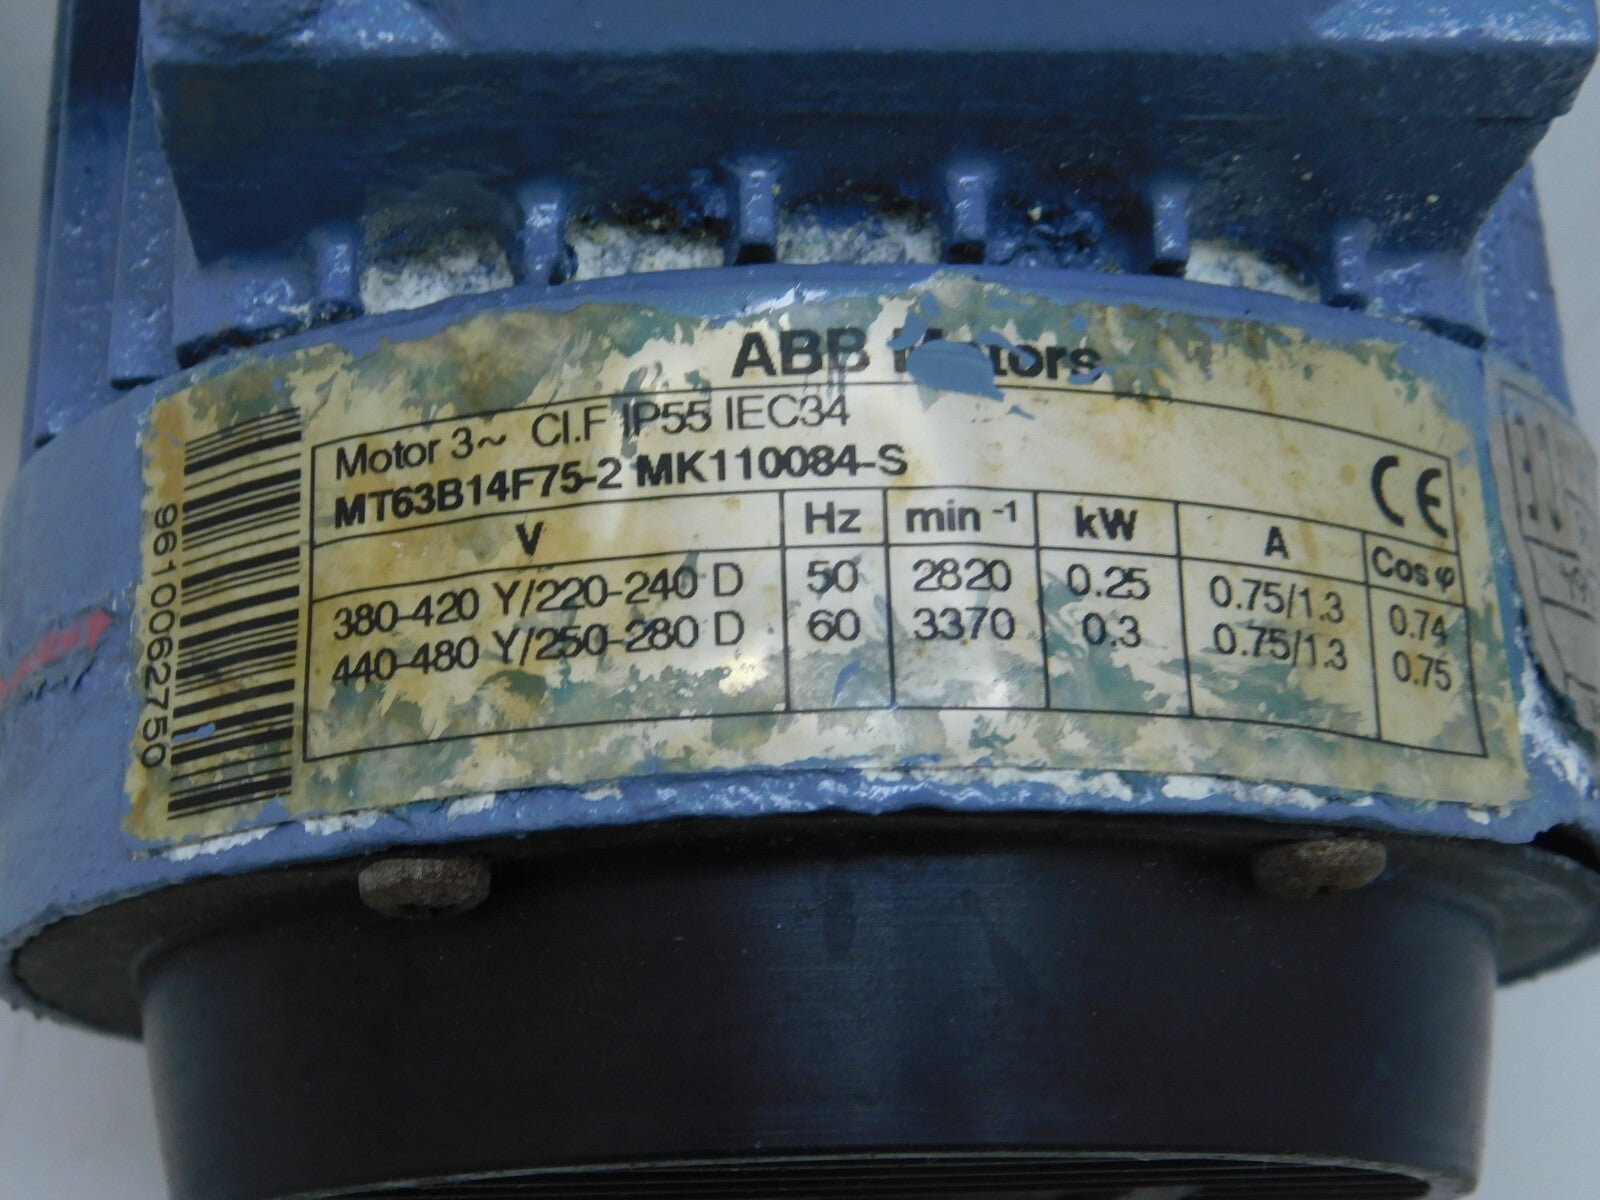 ABB Motors
Motor 3~ Cl.F IP55 IEC34
MT63B14F75-2 MK110084-S
CE
V Hz min -1 kW A Cos φ
380-420 Y/220-240 D 50 2820 0.25 0.75/1.3 0.74
440-480 Y/250-280 D 60 3370 0.3 0.75/1.3 0.75
9610062750